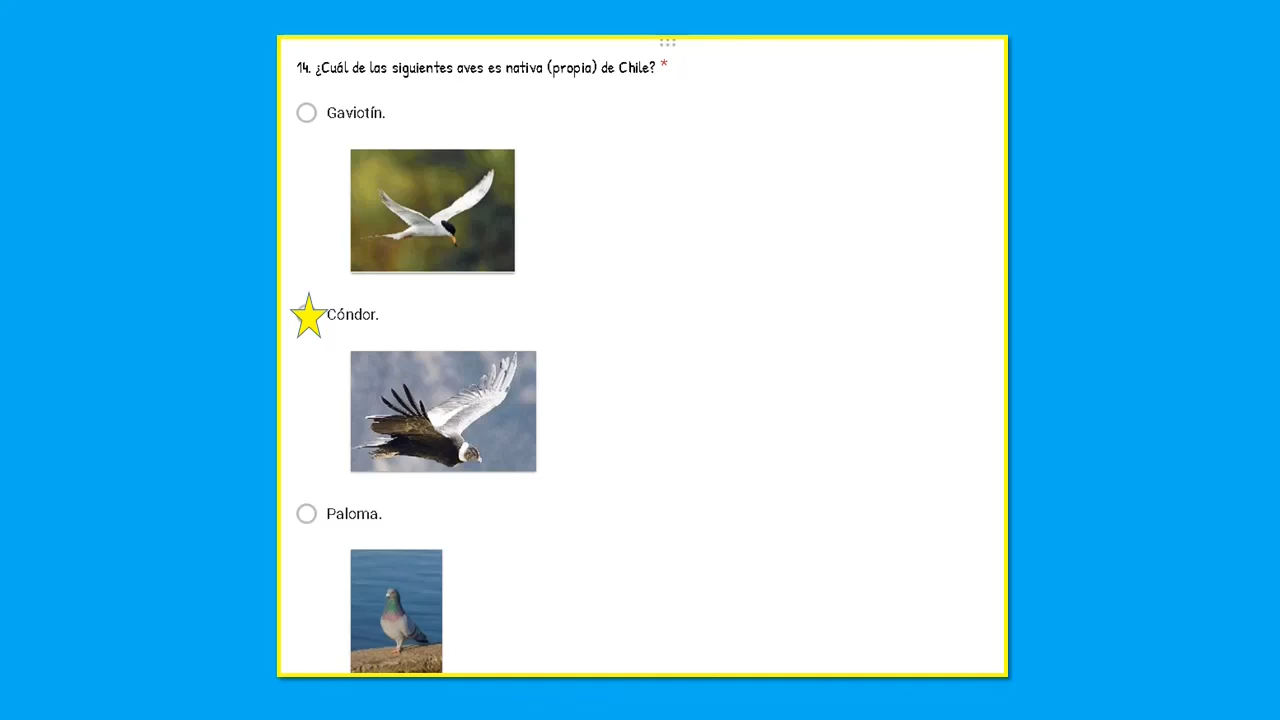 14. ¿Cuál de las siguientes aves es nativa (propia) de Chile? *
Gaviotín.
Cóndor.
Paloma.